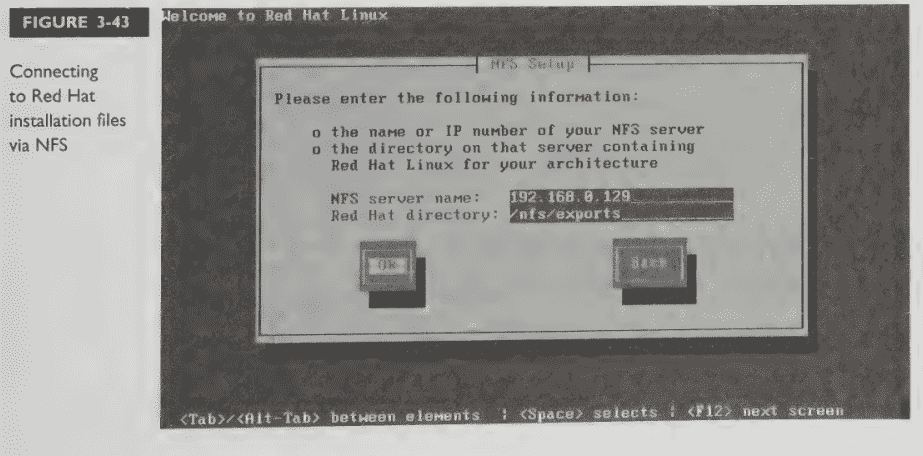 FIGURE 3-43
Connecting
to Red Hat
installation files
via NFS
Welcome to Red Hat Linux
NFS Setup
Please enter the following information:
o the name or IP number of your NFS server
o the directory on that server containing
Red Hat Linux for your architecture
NFS server name: 192.168.0.129
Red Hat directory: /nfs/exports
OK
Back
<Tab>/<Alt-Tab> between elements | <Space> selects | <F12> next screen